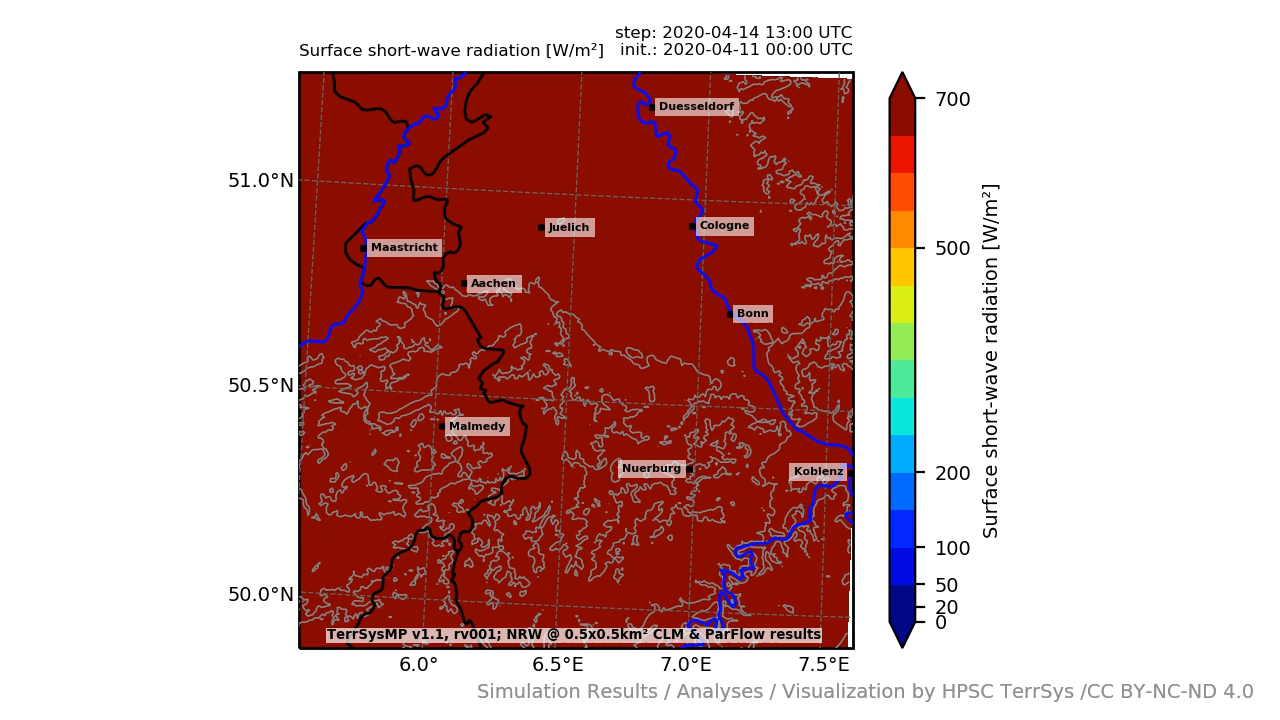 step: 2020-04-14 13:00 UTC
Surface short-wave radiation [W/m²] init.: 2020-04-11 00:00 UTC
Duesseldorf
Juelich
Cologne
Maastricht
Aachen
Bonn
Malmedy
Nuerburg
Koblenz
TerrSysMP v1.1, rv001; NRW @ 0.5x0.5km² CLM & ParFlow results
51.0°N
50.5°N
50.0°N
6.0°
6.5°E
7.0°E
7.5°E
700
500
200
100
50
20
0
Surface short-wave radiation [W/m²]
Simulation Results / Analyses / Visualization by HPSC TerrSys /CC BY-NC-ND 4.0